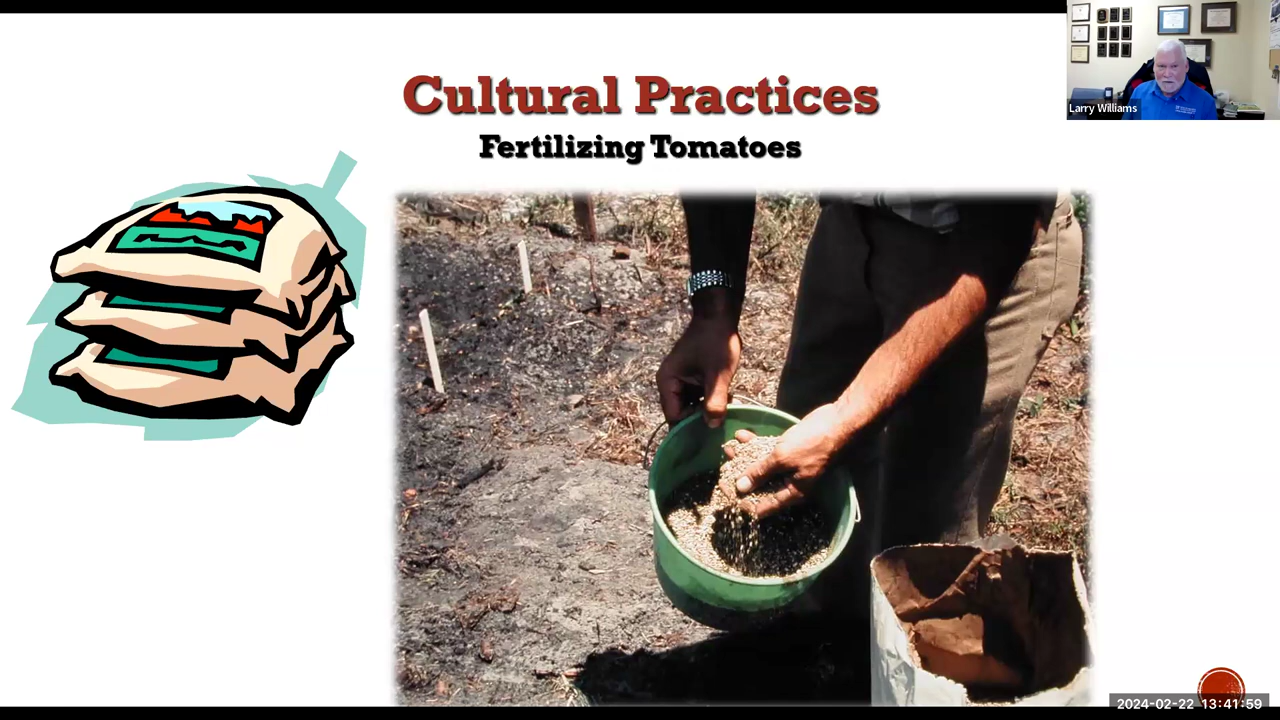 Cultural Practices
Fertilizing Tomatoes
Larry Williams
2024-02-22 13:41:59